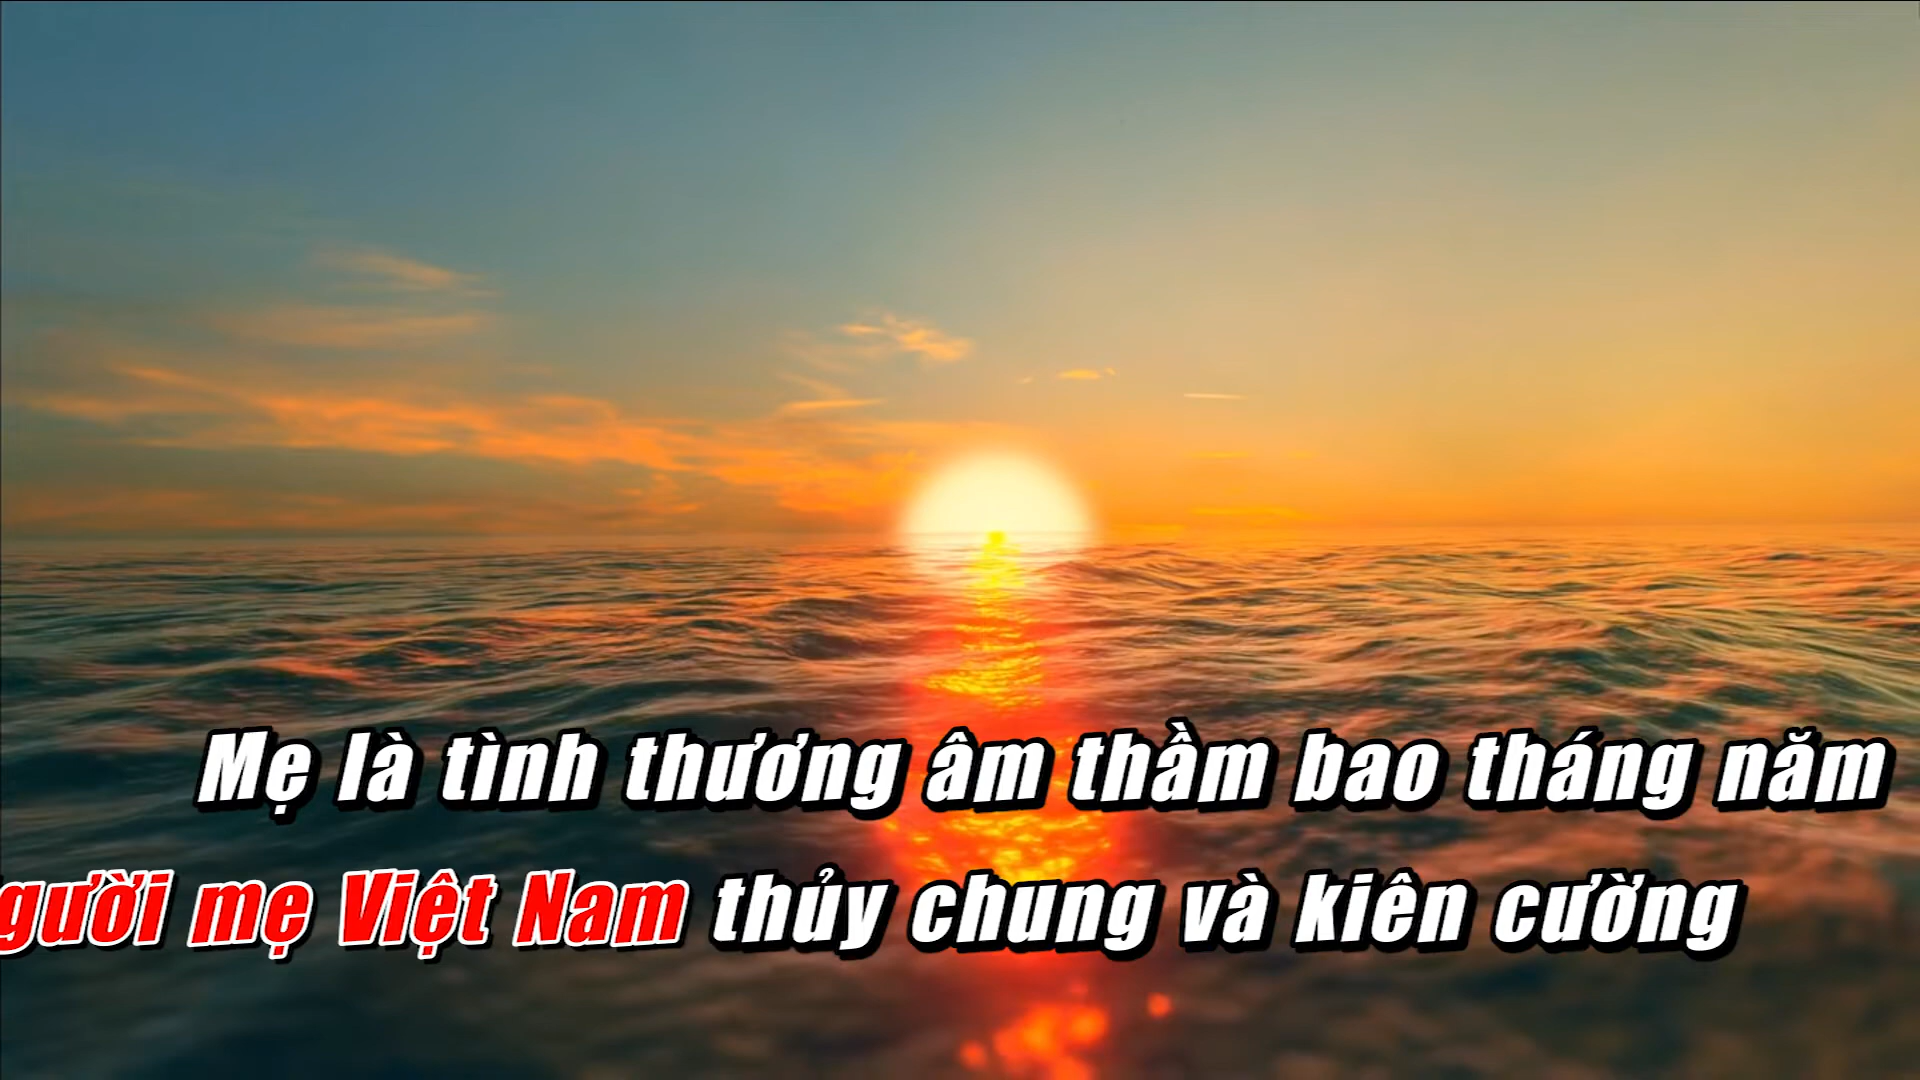 Mẹ là tình thương âm thầm bao tháng năm
gười mẹ Việt Nam thủy chung và kiên cường